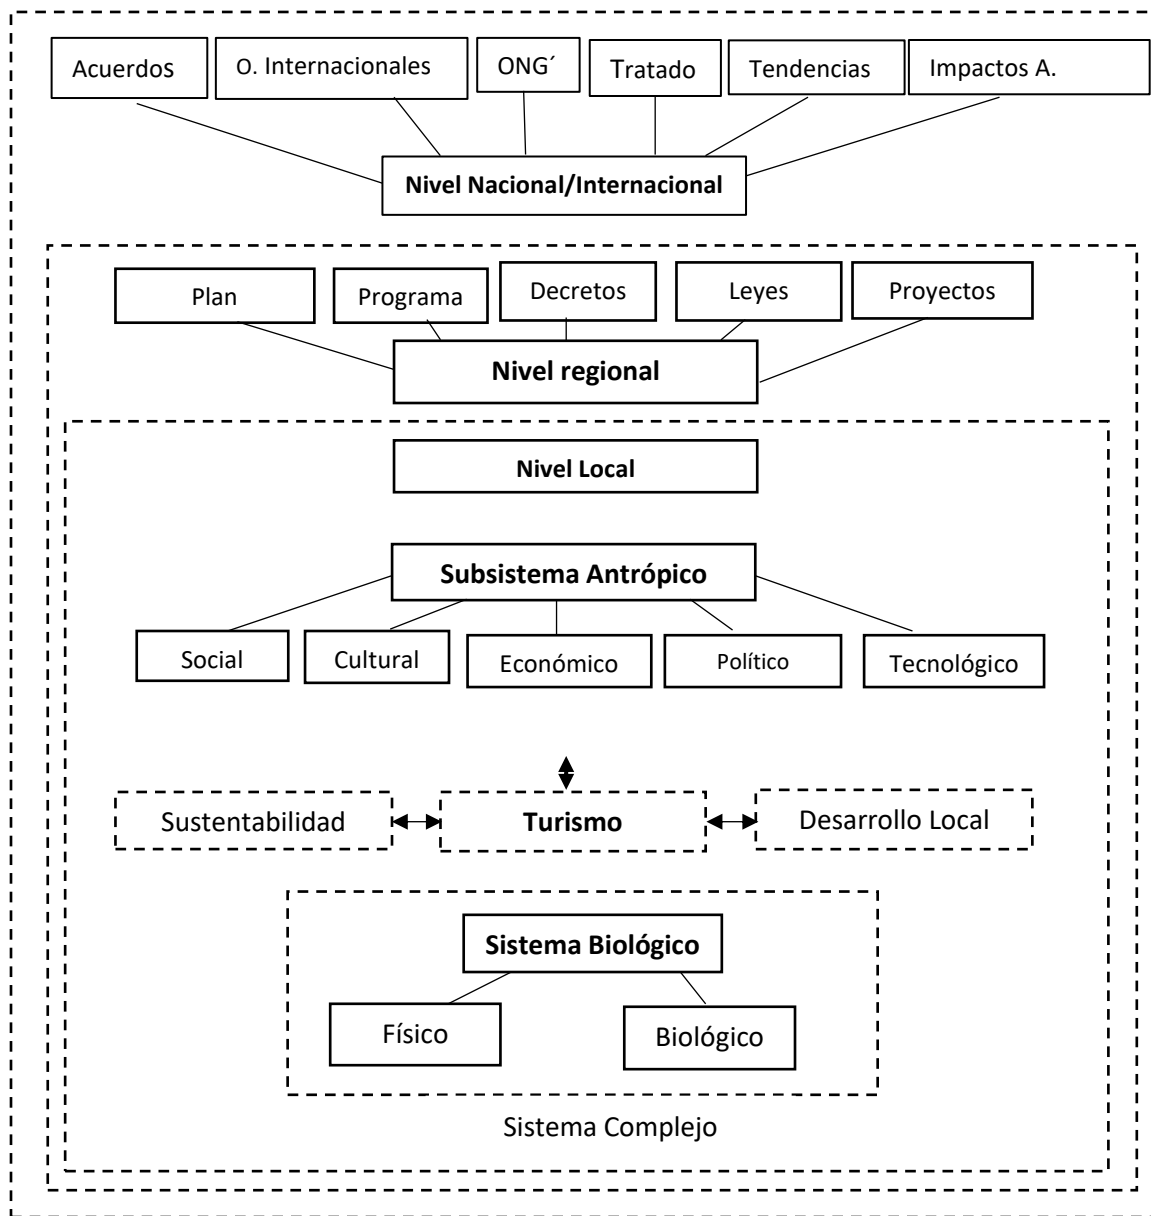 Acuerdos
O. Internacionales
ONG´
Tratado
Tendencias
Impactos A.
Nivel Nacional/Internacional
Plan
Programa
Decretos
Leyes
Proyectos
Nivel regional
Nivel Local
Subsistema Antrópico
Social
Cultural
Económico
Político
Tecnológico
Sustentabilidad
Turismo
Desarrollo Local
Sistema Biológico
Físico
Biológico
Sistema Complejo